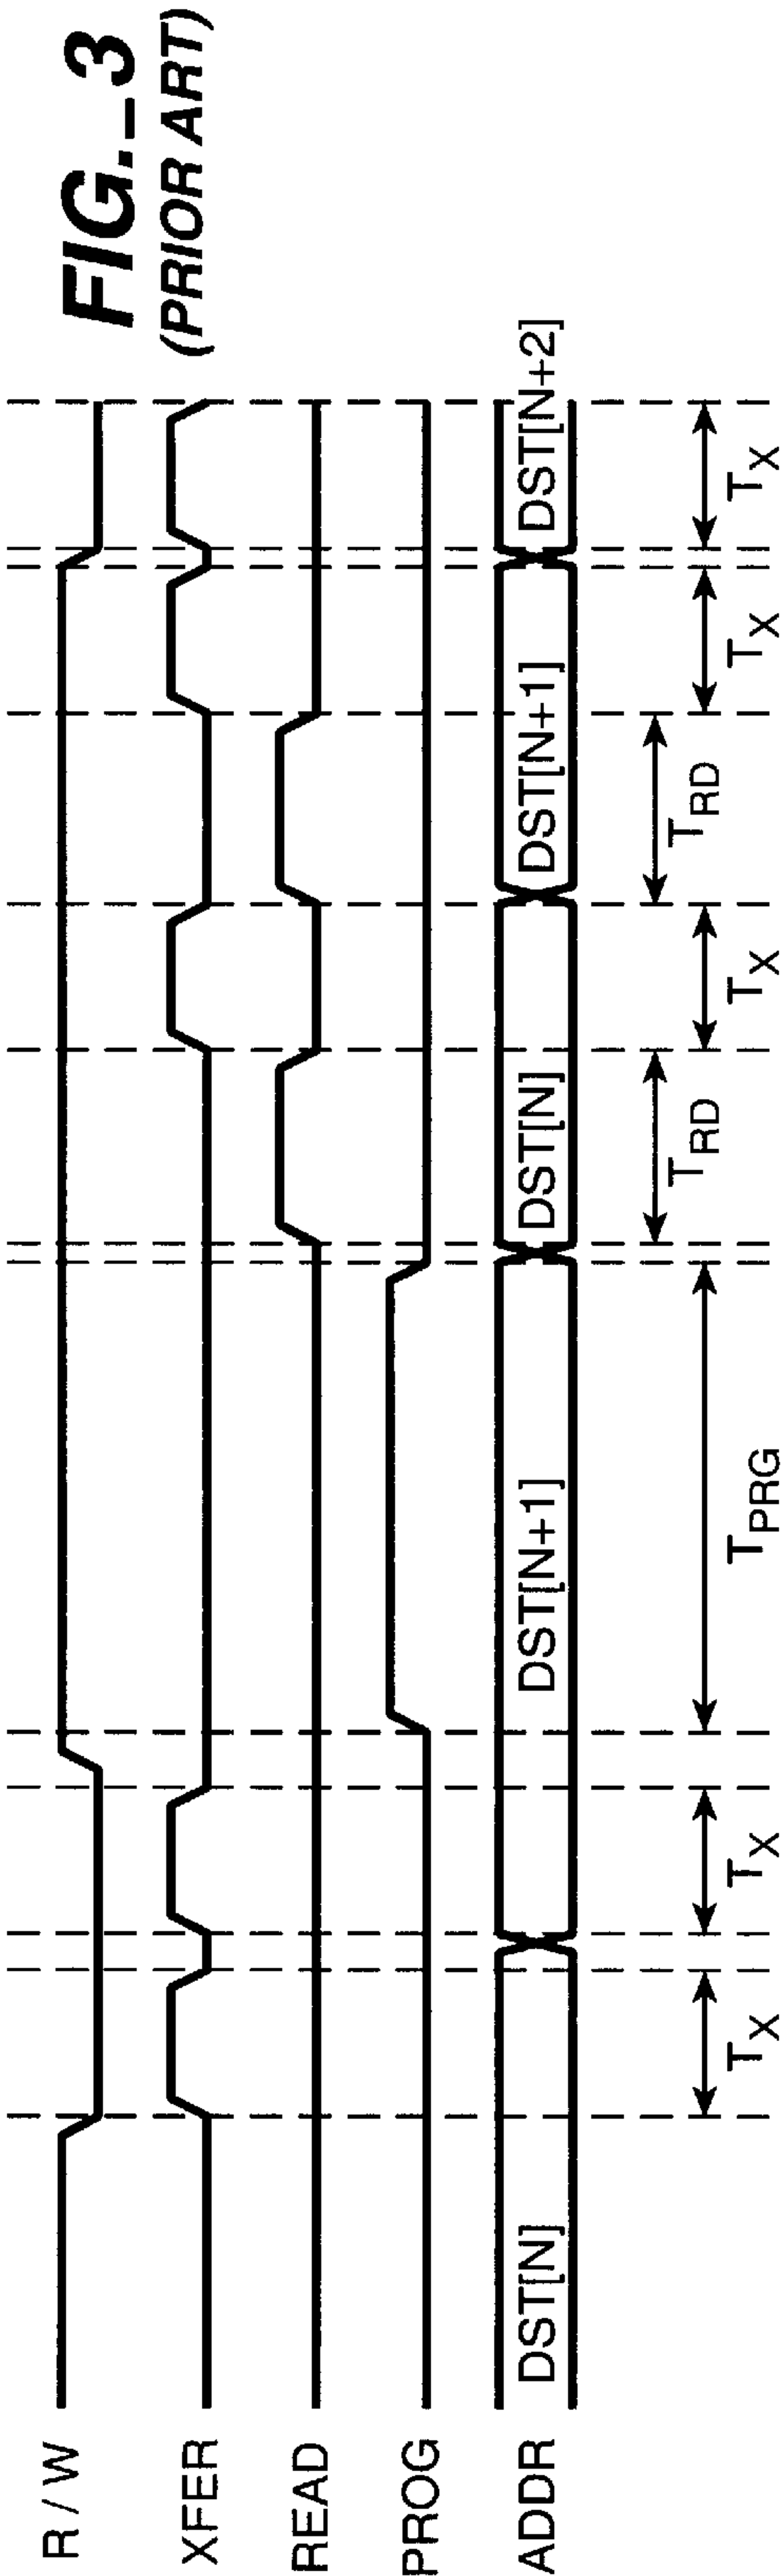 FIG._3
(PRIOR ART)
R / W
XFER
READ
PROG
ADDR
DST[N]
DST[N+1]
DST[N]
DST[N+1]
DST[N+2]
TX
TX
TPRG
TRD
TX
TRD
TX
TX